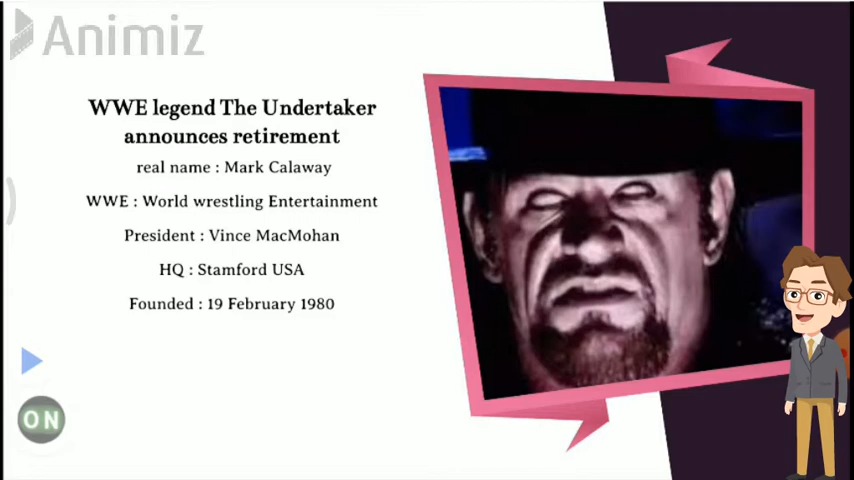 Animiz
WWE legend The Undertaker
announces retirement
real name : Mark Calaway
WWE : World wrestling Entertainment
President : Vince MacMohan
HQ : Stamford USA
Founded : 19 February 1980
ON